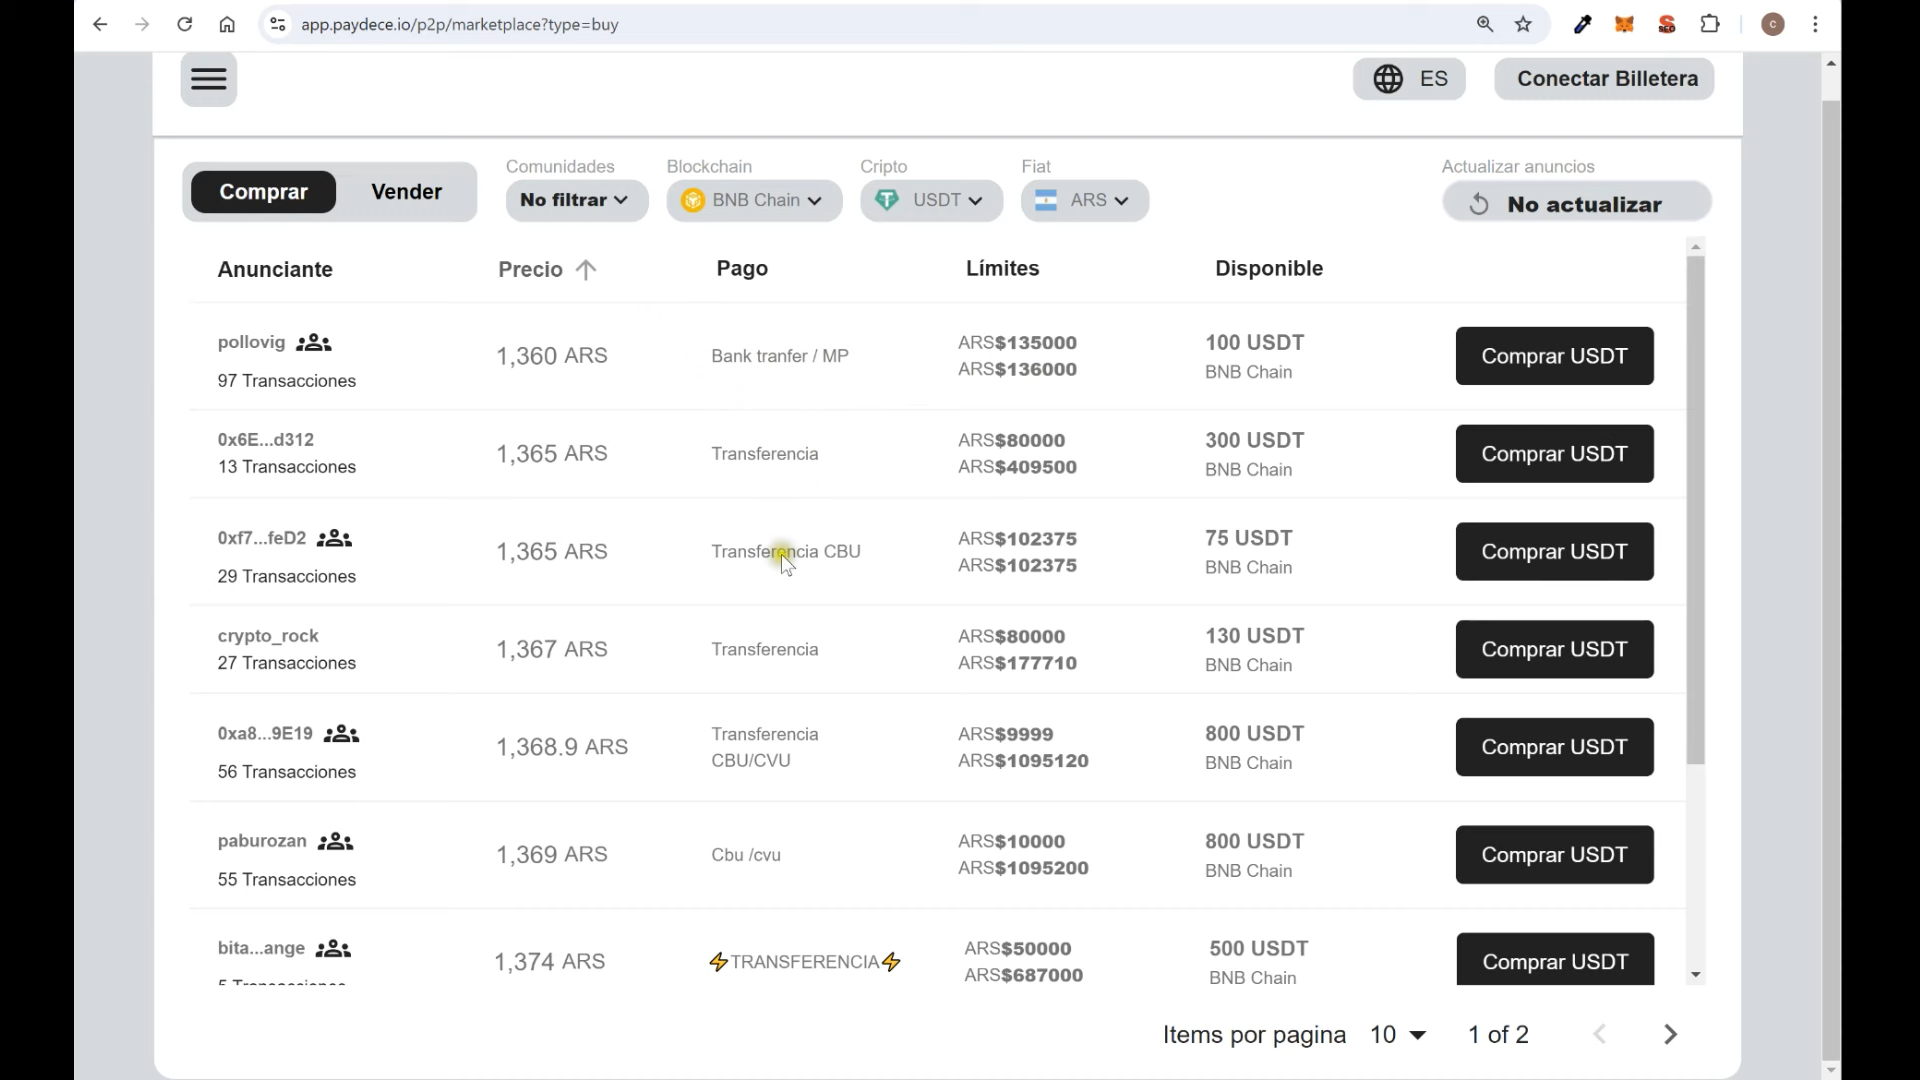 app.paydece.io/p2p/marketplace?type=buy
SEO
C
ES
Conectar Billetera
Comprar
Vender
Comunidades
No filtrar
Blockchain
BNB Chain
Cripto
USDT
Fiat
ARS
Actualizar anuncios
No actualizar
Anunciante
Precio
Pago
Límites
Disponible
pollovig
97 Transacciones
1,360 ARS
Bank tranfer / MP
ARS$135000
ARS$136000
100 USDT
BNB Chain
Comprar USDT
0x6E...d312
13 Transacciones
1,365 ARS
Transferencia
ARS$80000
ARS$409500
300 USDT
BNB Chain
Comprar USDT
0xf7...feD2
29 Transacciones
1,365 ARS
Transferencia CBU
ARS$102375
ARS$102375
75 USDT
BNB Chain
Comprar USDT
crypto_rock
27 Transacciones
1,367 ARS
Transferencia
ARS$80000
ARS$177710
130 USDT
BNB Chain
Comprar USDT
0xa8...9E19
56 Transacciones
1,368.9 ARS
Transferencia
CBU/CVU
ARS$9999
ARS$1095120
800 USDT
BNB Chain
Comprar USDT
paburozan
55 Transacciones
1,369 ARS
Cbu /cvu
ARS$10000
ARS$1095200
800 USDT
BNB Chain
Comprar USDT
bita...ange
5 Transacciones
1,374 ARS
⚡TRANSFERENCIA⚡
ARS$50000
ARS$687000
500 USDT
BNB Chain
Comprar USDT
Items por pagina
10
1 of 2